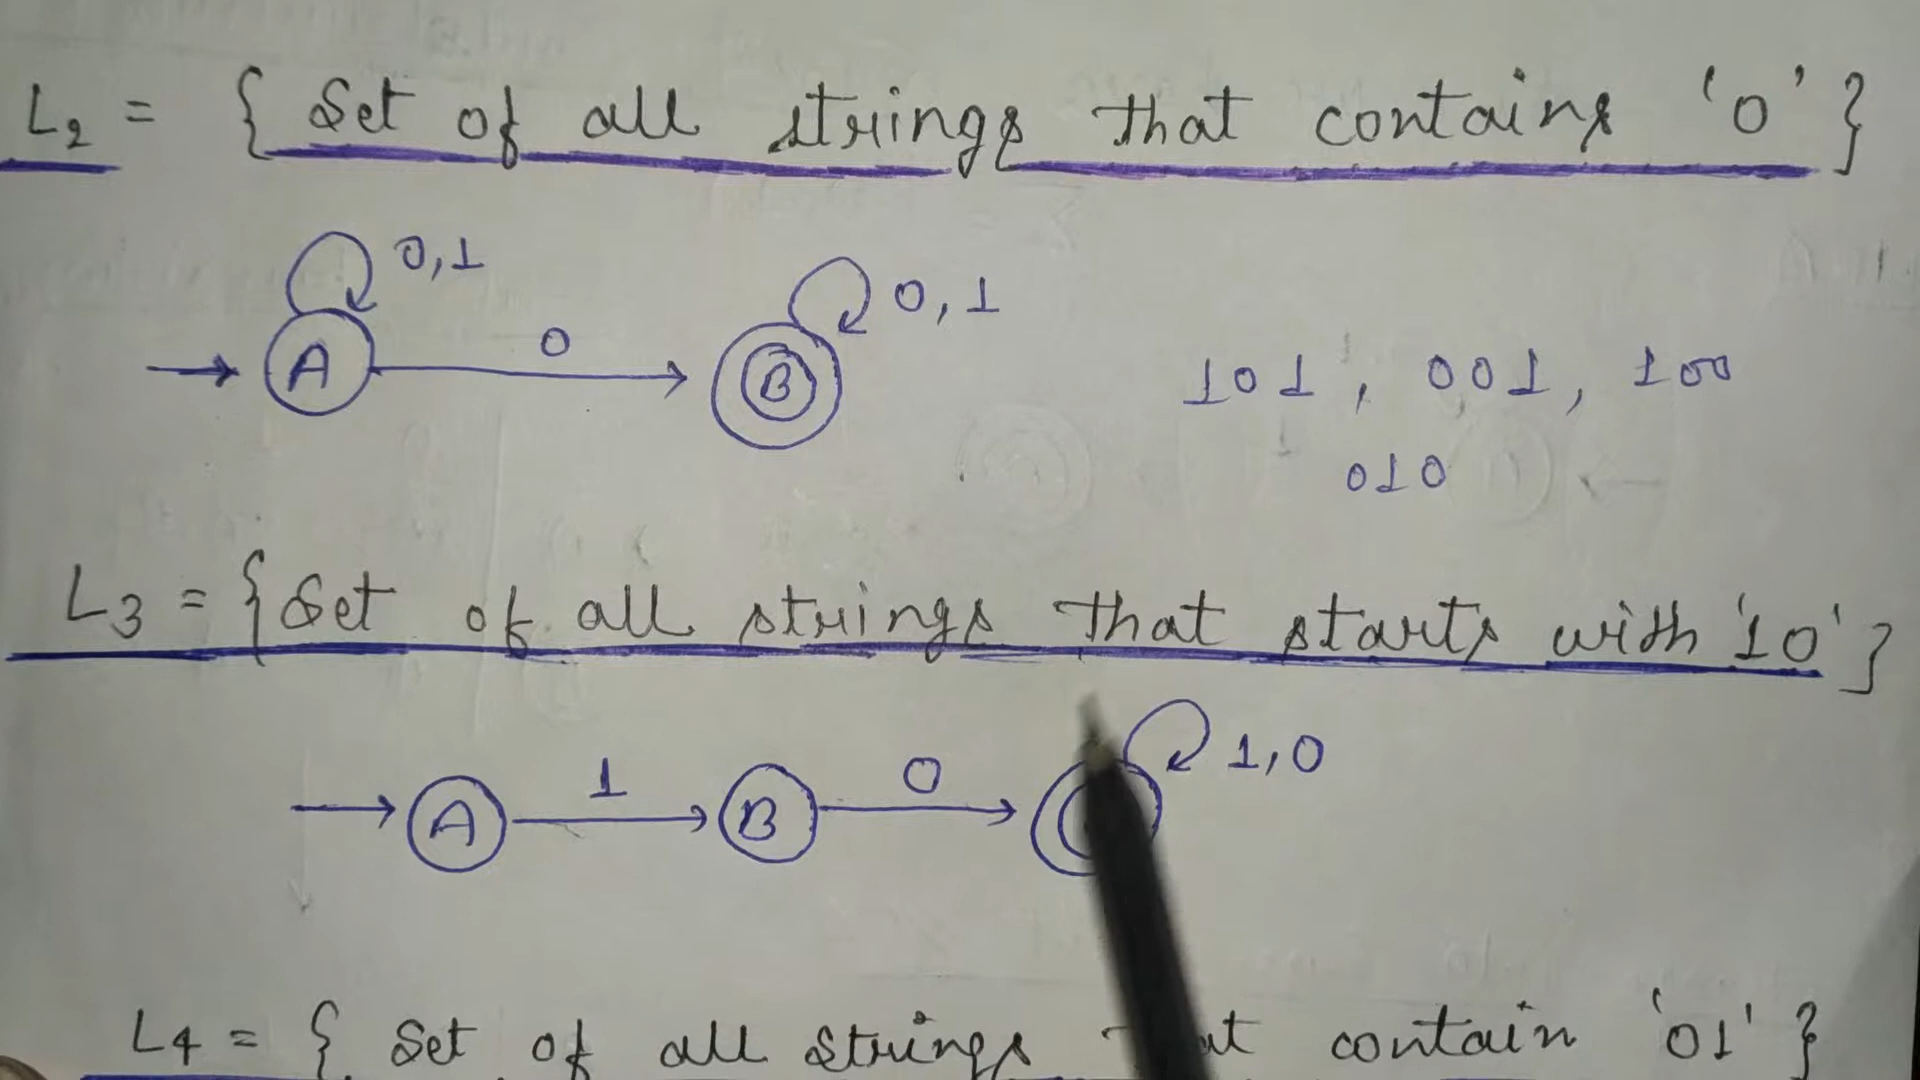 L2 = { Set of all strings that contains '0' }
0,1
0,1
A 0 B
101, 001, 100
010
L3 = { Set of all strings that starts with '10' }
1,0
A 1 B 0
L4 = { Set of all strings contain '01' }